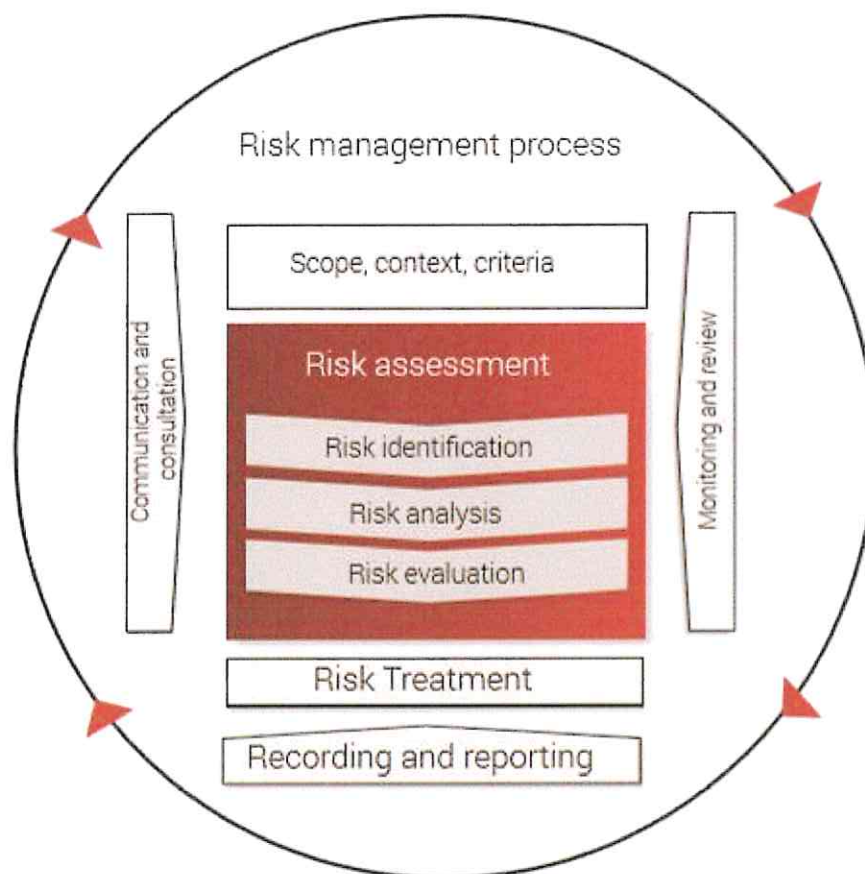 Risk management process
Scope, context, criteria
Communication and
consultation
Risk assessment
Risk identification
Risk analysis
Risk evaluation
Monitoring and review
Risk Treatment
Recording and reporting